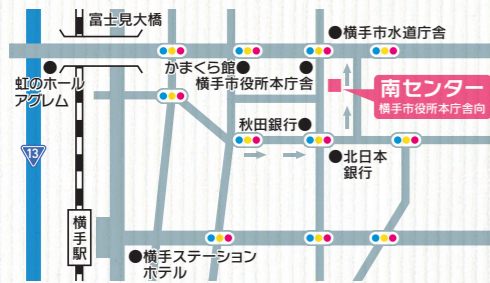 富士見大橋
横手市水道庁舎
かまくら館
虹のホール
アグレム
横手市役所本庁舎
南センター
横手市役所本庁舎向
秋田銀行
13
北日本
銀行
横手駅
横手ステーション
ホテル